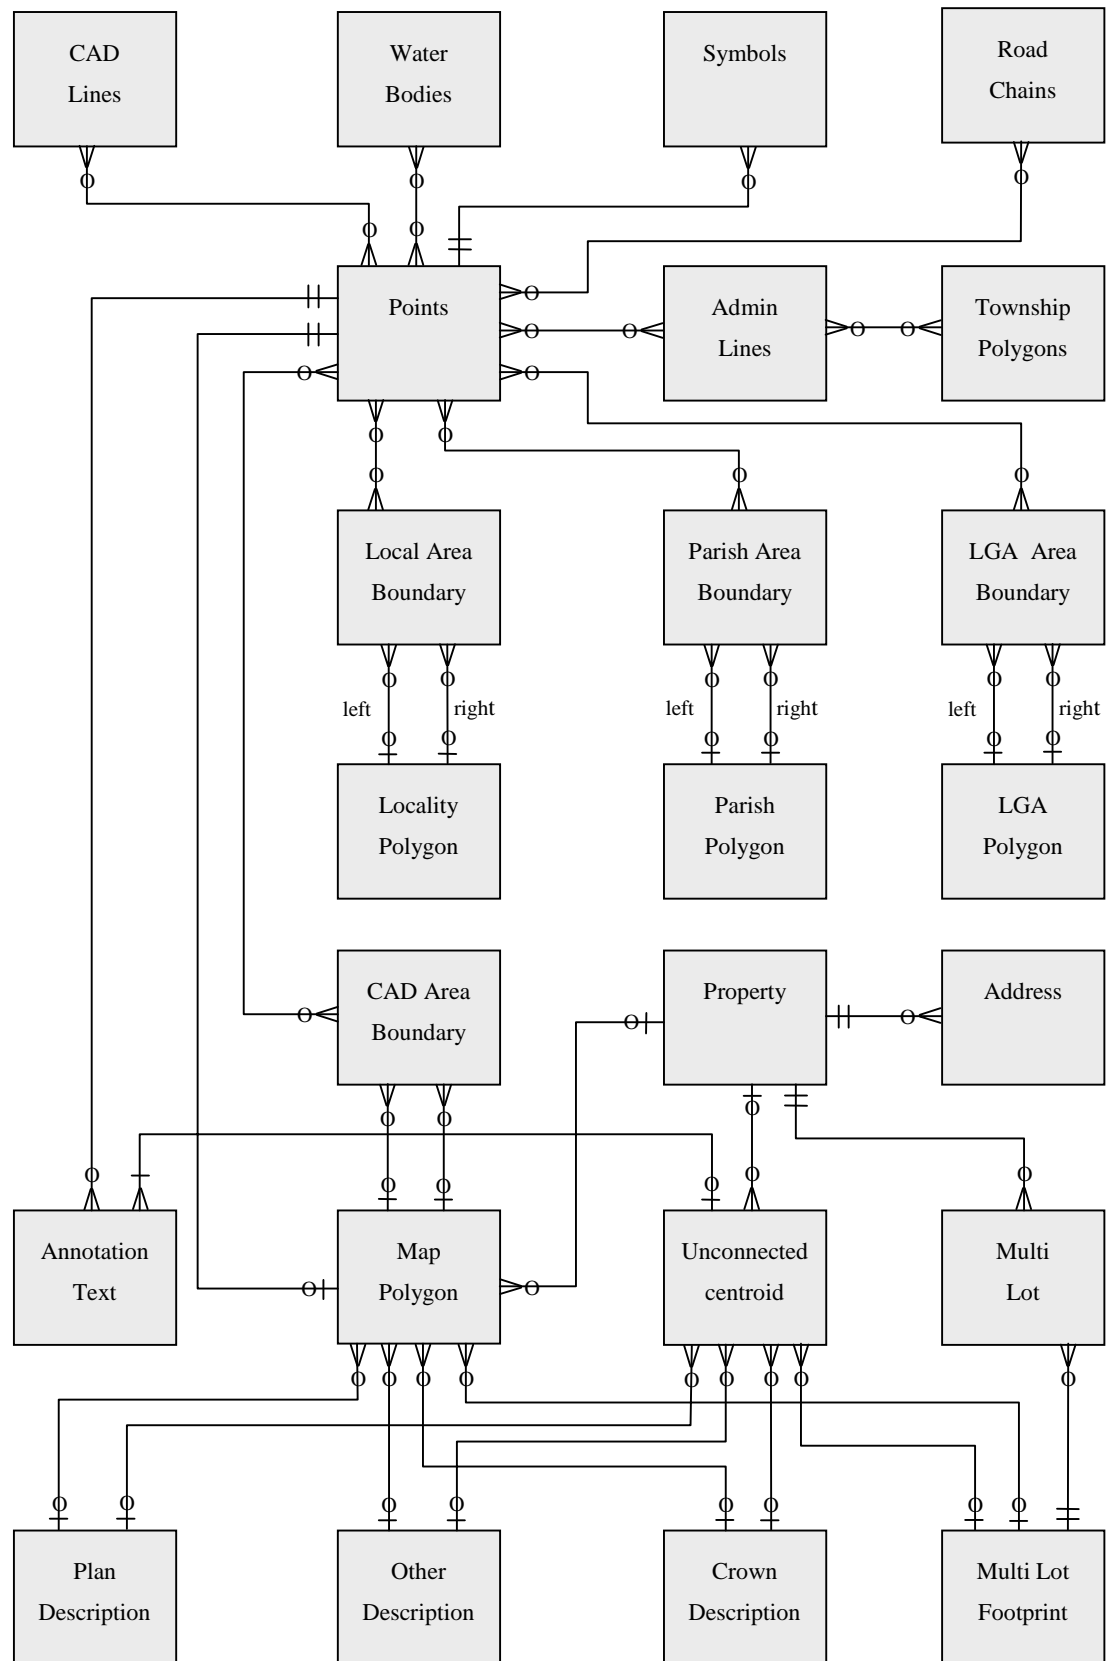 CAD
Lines
Water
Bodies
Symbols
Road
Chains
Points
Admin
Lines
Township
Polygons
Local Area
Boundary
Parish Area
Boundary
LGA Area
Boundary
left
right
left
right
left
right
Locality
Polygon
Parish
Polygon
LGA
Polygon
CAD Area
Boundary
Property
Address
Annotation
Text
Map
Polygon
Unconnected
centroid
Multi
Lot
Plan
Description
Other
Description
Crown
Description
Multi Lot
Footprint